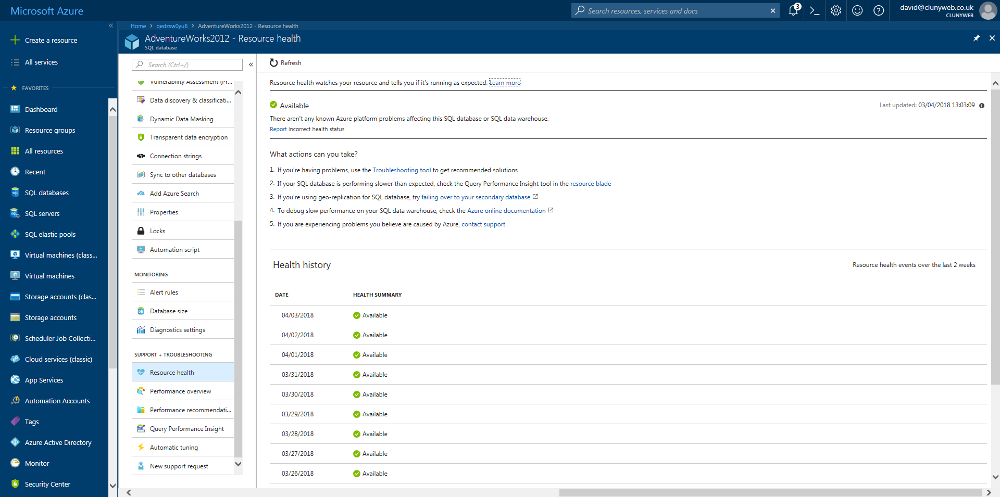 Microsoft Azure
Search resources, services and docs
3
david@clunyweb.co.uk
CLUNYWEB
Home > qedzsw0yu6 > AdventureWorks2012 - Resource health
AdventureWorks2012 - Resource health
SQL database
Create a resource
All services
FAVORITES
Dashboard
Resource groups
All resources
Recent
SQL databases
SQL servers
SQL elastic pools
Virtual machines (class...
Virtual machines
Storage accounts (clas...
Storage accounts
Scheduler Job Collecti...
Cloud services (classic)
App Services
Automation Accounts
Tags
Azure Active Directory
Monitor
Security Center
Search (Ctrl+/)
Vulnerability Assessment (Pr...
Data discovery & classificati...
Dynamic Data Masking
Transparent data encryption
Connection strings
Sync to other databases
Add Azure Search
Properties
Locks
Automation script
MONITORING
Alert rules
Database size
Diagnostics settings
SUPPORT + TROUBLESHOOTING
Resource health
Performance overview
Performance recommendati...
Query Performance Insight
Automatic tuning
New support request
Refresh
Resource health watches your resource and tells you if it's running as expected. Learn more
Available
Last updated: 03/04/2018 13:03:09
There aren't any known Azure platform problems affecting this SQL database or SQL data warehouse.
Report incorrect health status
What actions can you take?
1. If you're having problems, use the Troubleshooting tool to get recommended solutions
2. If your SQL database is performing slower than expected, check the Query Performance Insight tool in the resource blade
3. If you're using geo-replication for SQL database, try failing over to your secondary database
4. To debug slow performance on your SQL data warehouse, check the Azure online documentation
5. If you are experiencing problems you believe are caused by Azure, contact support
Health history
Resource health events over the last 2 weeks
DATE HEALTH SUMMARY
04/03/2018 Available
04/02/2018 Available
04/01/2018 Available
03/31/2018 Available
03/30/2018 Available
03/29/2018 Available
03/28/2018 Available
03/27/2018 Available
03/26/2018 Available